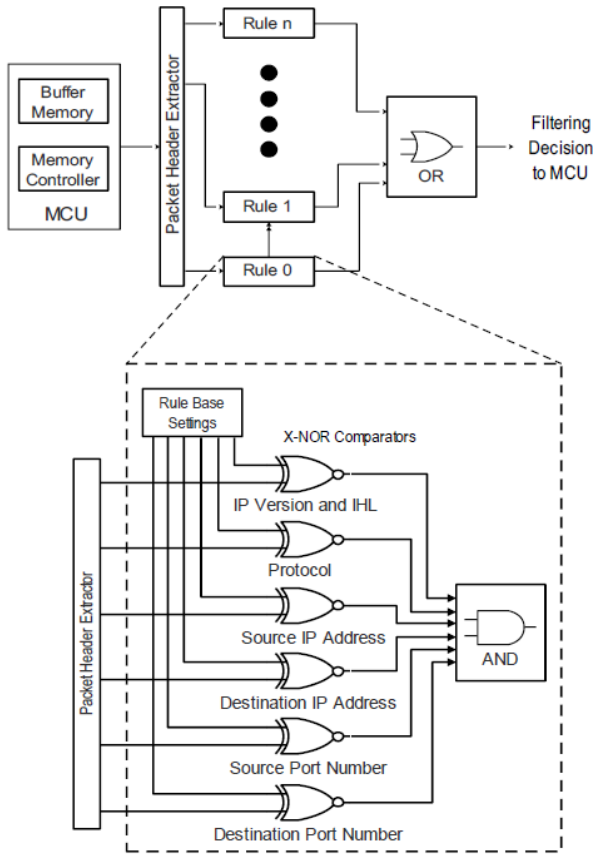 Rule n
Buffer
Memory
Memory
Controller
MCU
Packet Header Extractor
OR
Filtering
Decision
to MCU
Rule 1
Rule 0
Rule Base
Settings
X-NOR Comparators
IP Version and IHL
Protocol
Source IP Address
Destination IP Address
Source Port Number
Destination Port Number
Packet Header Extractor
AND